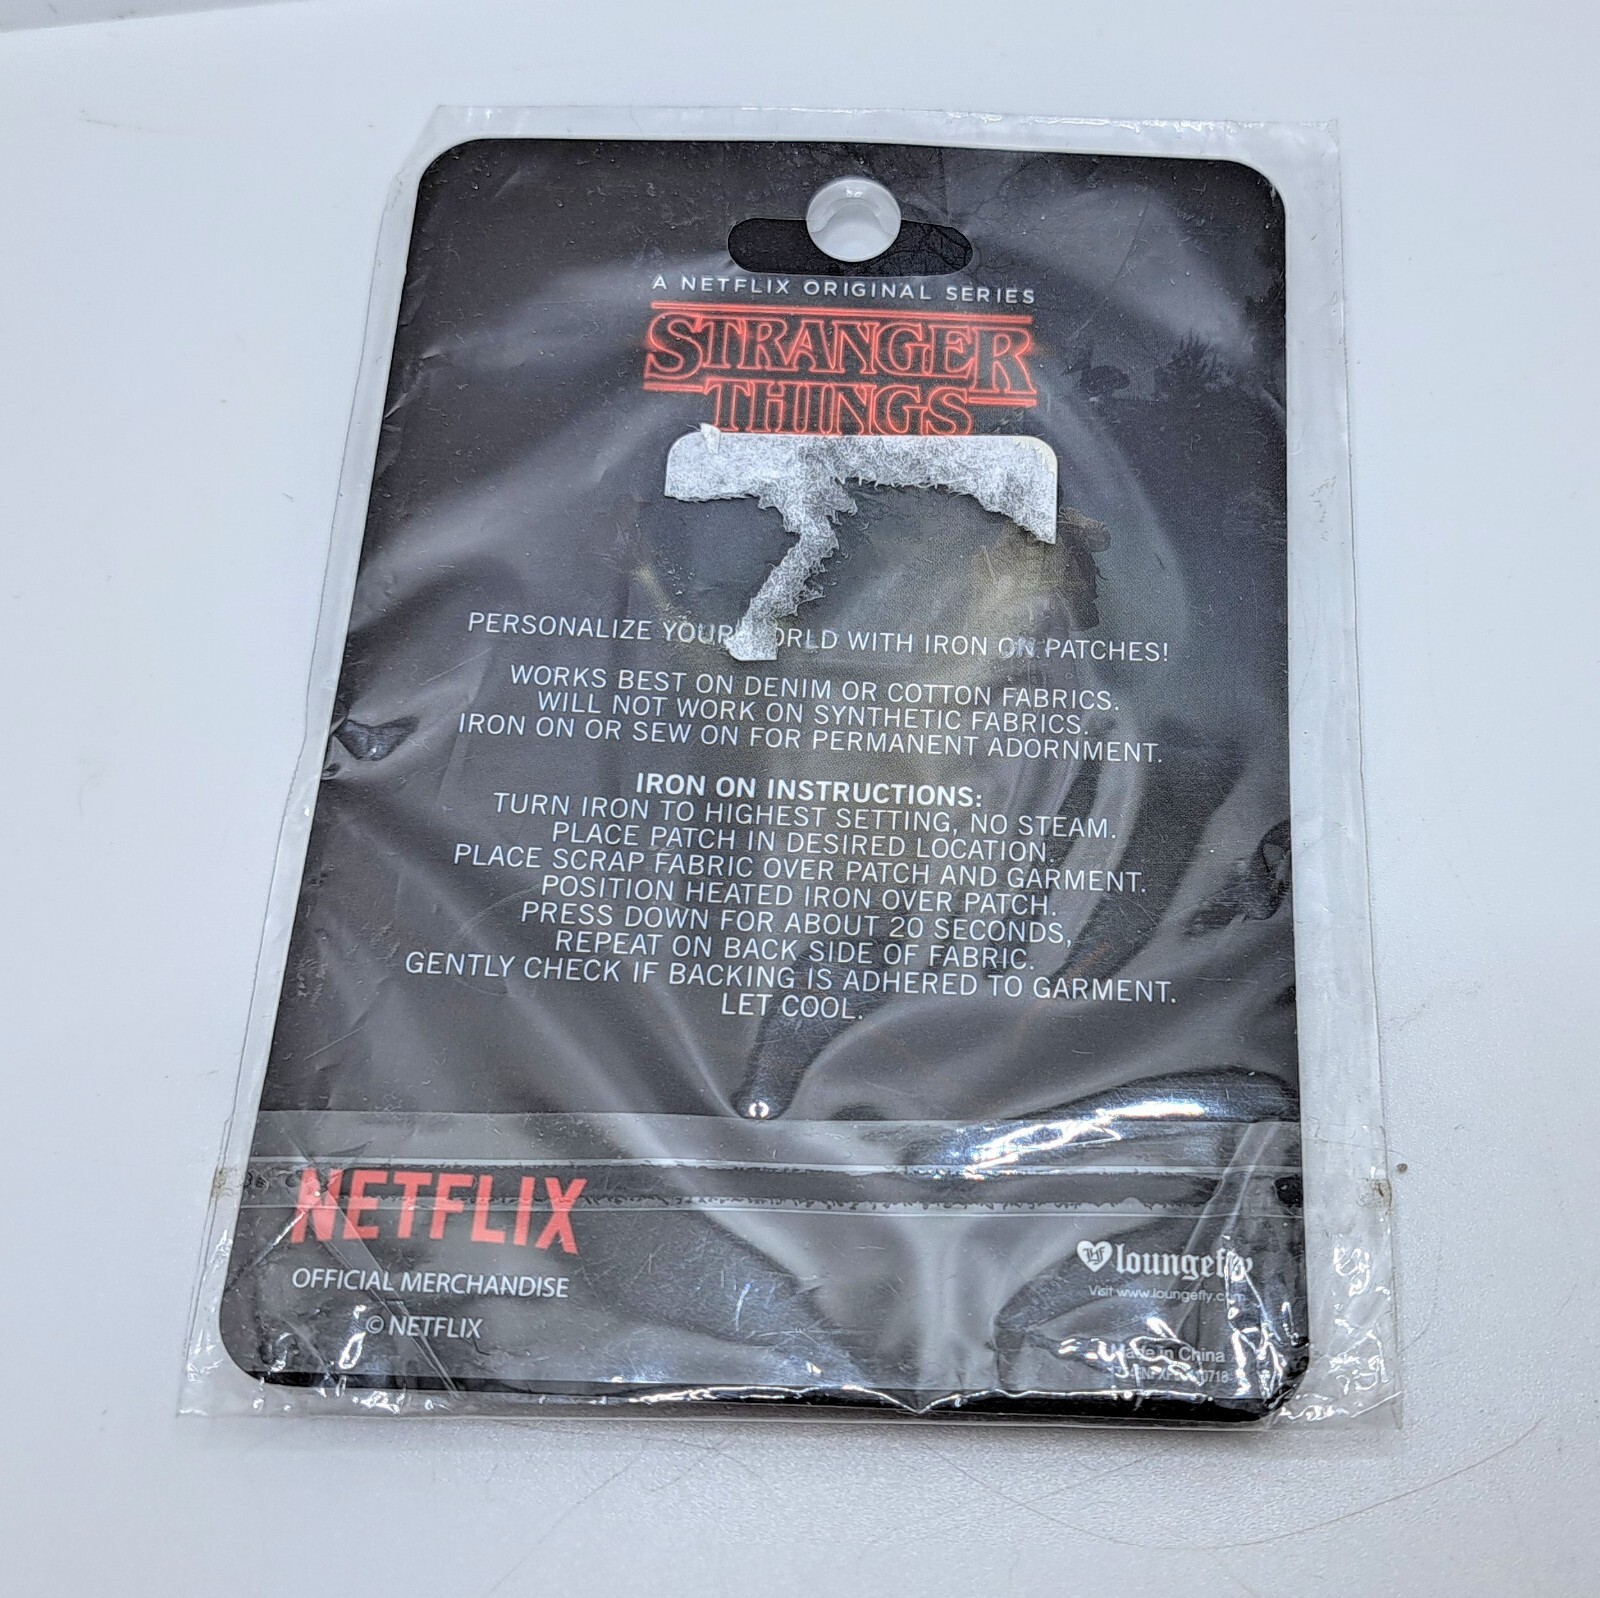 A NETFLIX ORIGINAL SERIES
STRANGER
THINGS
PERSONALIZE YOUR WITH IRON ON PATCHES!
WORKS BEST ON DENIM OR COTTON FABRICS.
WILL NOT WORK ON SYNTHETIC FABRICS.
IRON ON OR SEW ON FOR PERMANENT ADORNMENT.
IRON ON INSTRUCTIONS:
TURN IRON TO HIGHEST SETTING, NO STEAM.
PLACE PATCH IN DESIRED LOCATION.
PLACE SCRAP FABRIC OVER PATCH AND GARMENT.
POSITION HEATED IRON OVER PATCH.
PRESS DOWN FOR ABOUT 20 SECONDS,
REPEAT ON BACK SIDE OF FABRIC.
GENTLY CHECK IF BACKING IS ADHERED TO GARMENT.
LET COOL.
NETFLIX
OFFICIAL MERCHANDISE
© NETFLIX
loungefly
Visit www.loungefly.com
Made in China